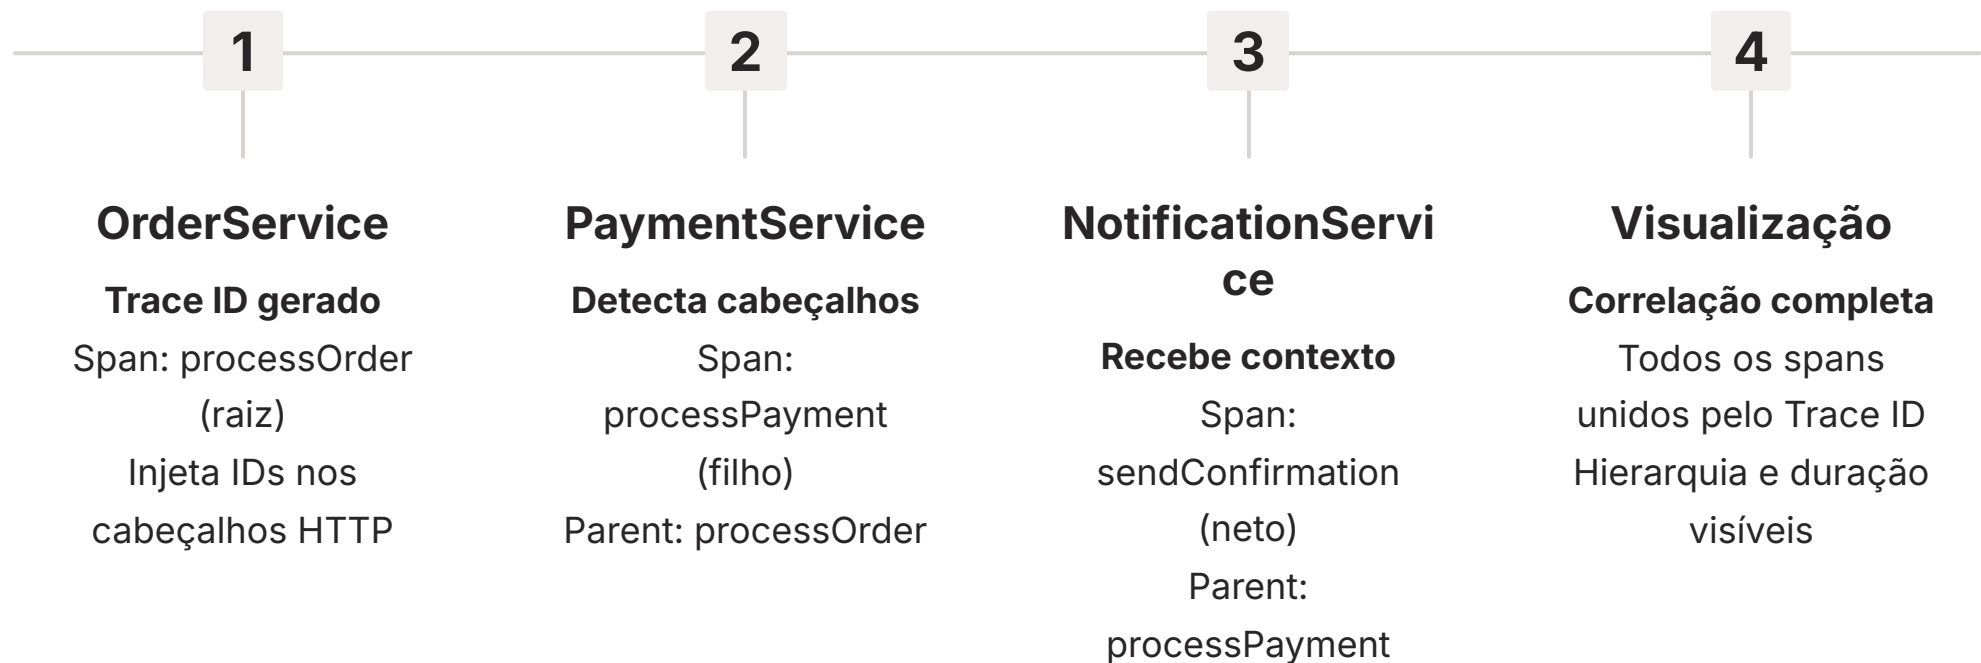 1
OrderService
Trace ID gerado
Span: processOrder
(raiz)
Injeta IDs nos
cabeçalhos HTTP
2
PaymentService
Detecta cabeçalhos
Span:
processPayment
(filho)
Parent: processOrder
3
NotificationServi
ce
Recebe contexto
Span:
sendConfirmation
(neto)
Parent:
processPayment
4
Visualização
Correlação completa
Todos os spans
unidos pelo Trace ID
Hierarquia e duração
visíveis